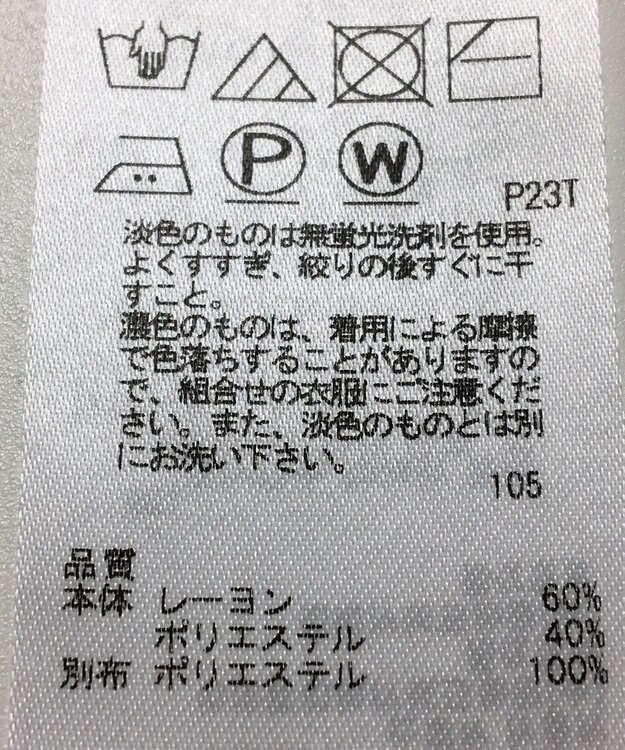 P W
P23T
淡色のものは無蛍光洗剤を使用。
よくすすぎ、絞りの後すぐに干
すこと。
濃色のものは、着用による摩擦
で色落ちすることがありますの
で、組合せの衣服にご注意くだ
さい。また、淡色のものとは別
にお洗い下さい。
105
品質
本体 レーヨン 60%
ポリエステル 40%
別布 ポリエステル 100%